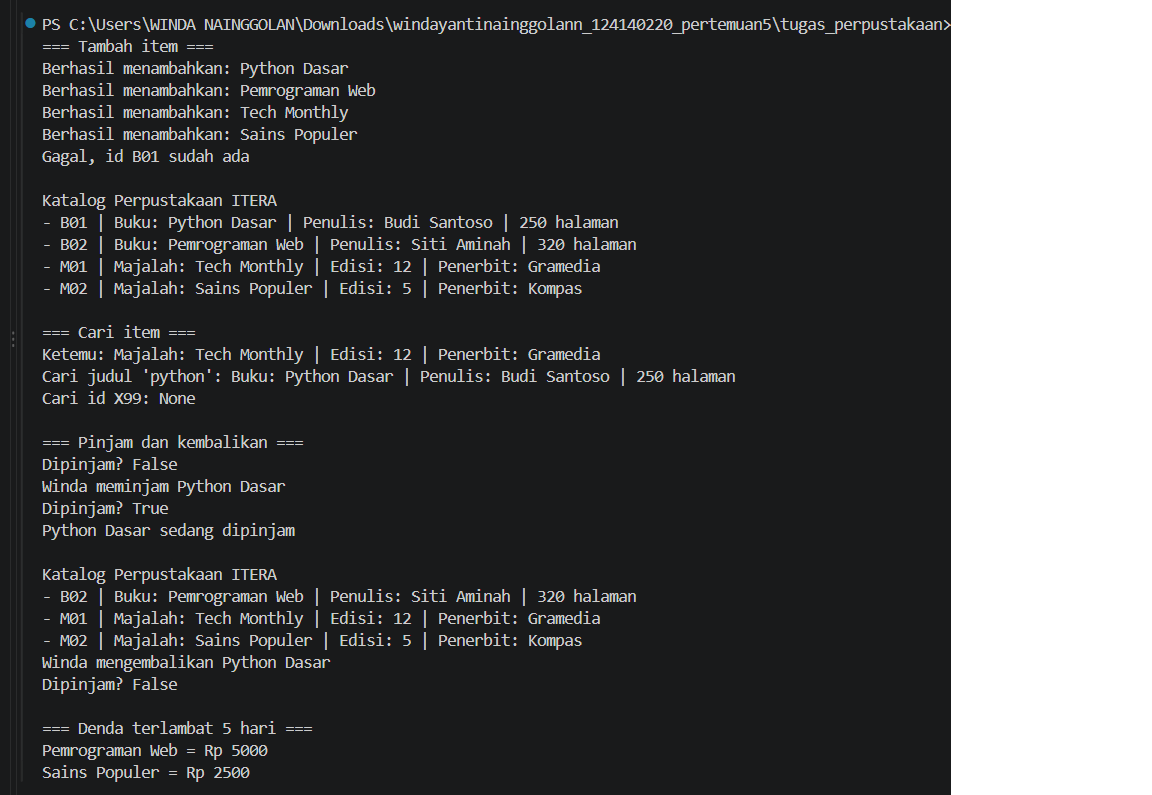 PS C:\Users\WINDA NAINGGOLAN\Downloads\windayantinainggolann_124140220_pertemuan5\tugas_perpustakaan>
=== Tambah item ===
Berhasil menambahkan: Python Dasar
Berhasil menambahkan: Pemrograman Web
Berhasil menambahkan: Tech Monthly
Berhasil menambahkan: Sains Populer
Gagal, id B01 sudah ada

Katalog Perpustakaan ITERA
- B01 | Buku: Python Dasar | Penulis: Budi Santoso | 250 halaman
- B02 | Buku: Pemrograman Web | Penulis: Siti Aminah | 320 halaman
- M01 | Majalah: Tech Monthly | Edisi: 12 | Penerbit: Gramedia
- M02 | Majalah: Sains Populer | Edisi: 5 | Penerbit: Kompas

=== Cari item ===
Ketemu: Majalah: Tech Monthly | Edisi: 12 | Penerbit: Gramedia
Cari judul 'python': Buku: Python Dasar | Penulis: Budi Santoso | 250 halaman
Cari id X99: None

=== Pinjam dan kembalikan ===
Dipinjam? False
Winda meminjam Python Dasar
Dipinjam? True
Python Dasar sedang dipinjam

Katalog Perpustakaan ITERA
- B02 | Buku: Pemrograman Web | Penulis: Siti Aminah | 320 halaman
- M01 | Majalah: Tech Monthly | Edisi: 12 | Penerbit: Gramedia
- M02 | Majalah: Sains Populer | Edisi: 5 | Penerbit: Kompas
Winda mengembalikan Python Dasar
Dipinjam? False

=== Denda terlambat 5 hari ===
Pemrograman Web = Rp 5000
Sains Populer = Rp 2500